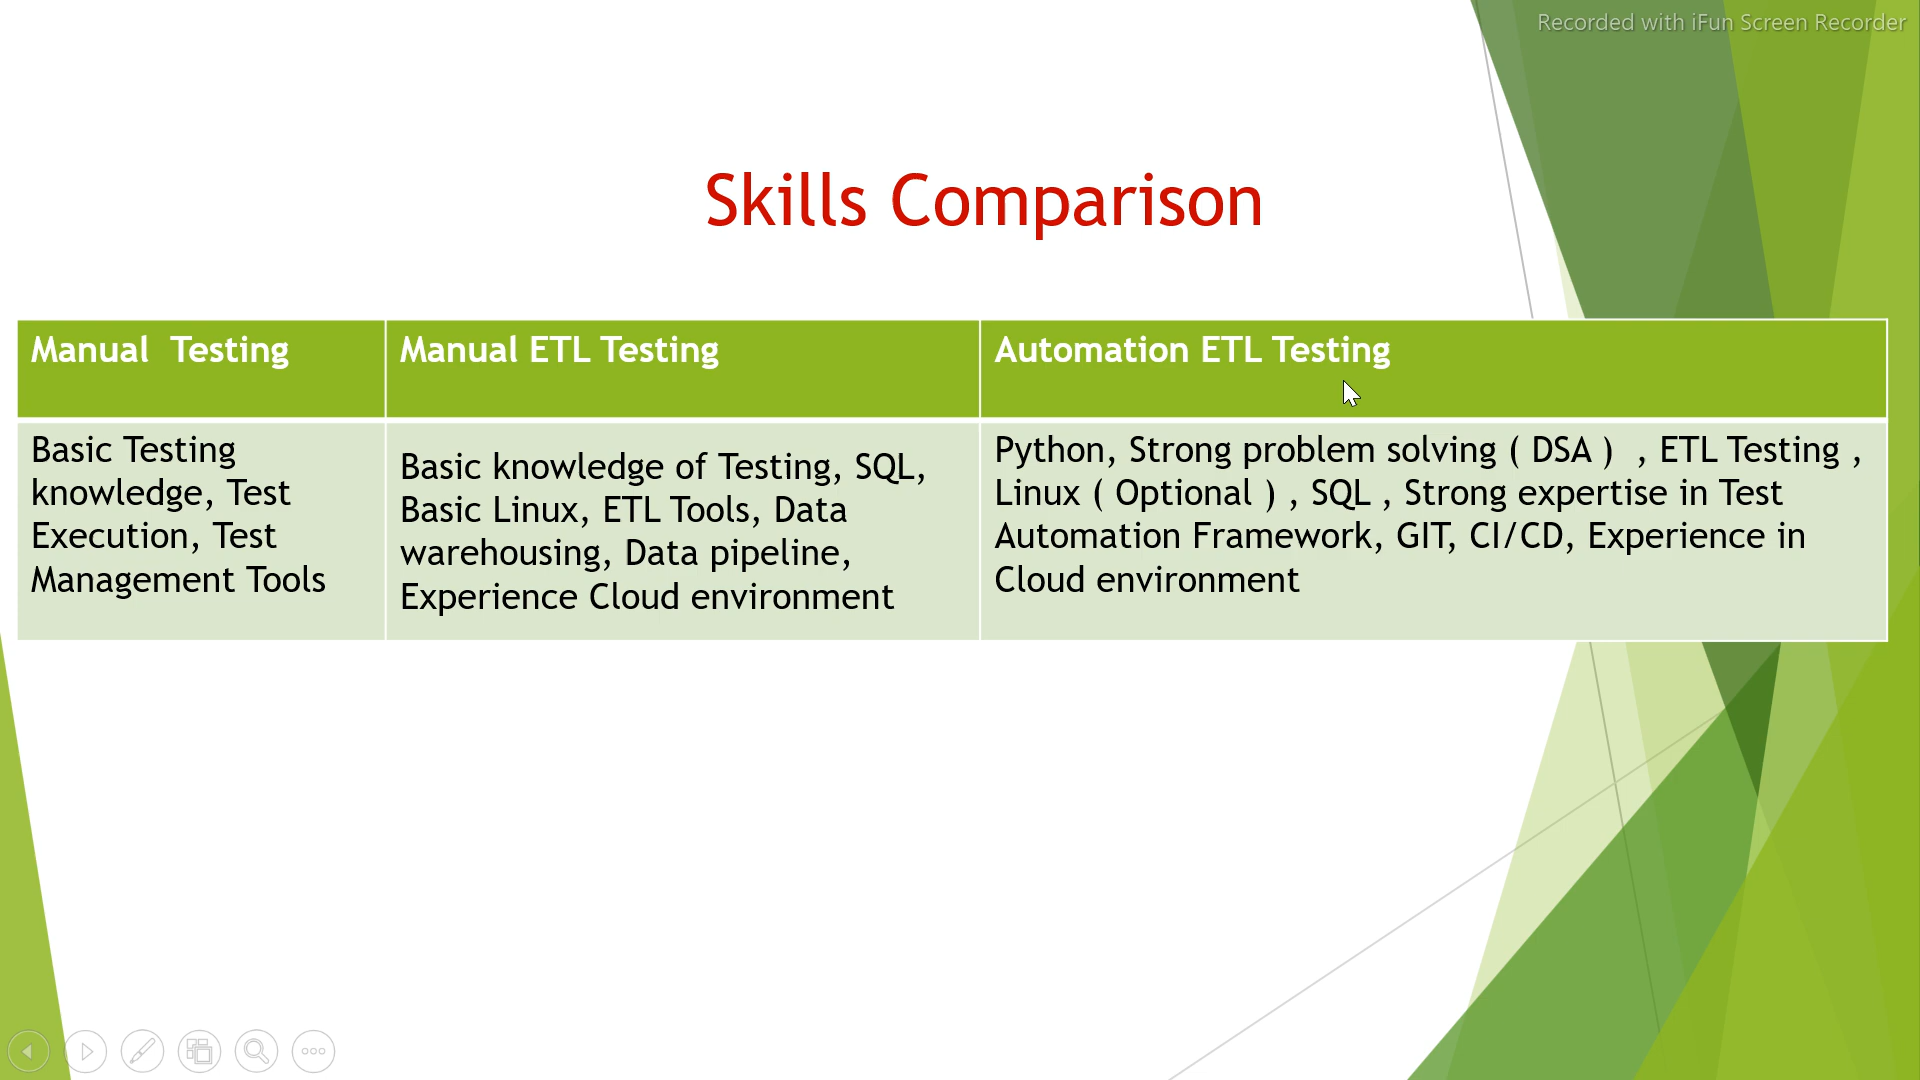 Recorded with iFun Screen Recorder
Skills Comparison
Manual  Testing
Manual ETL Testing
Automation ETL Testing
Basic Testing
knowledge, Test
Execution, Test
Management Tools
Basic knowledge of Testing, SQL,
Basic Linux, ETL Tools, Data
warehousing, Data pipeline,
Experience Cloud environment
Python, Strong problem solving ( DSA )  , ETL Testing ,
Linux ( Optional ) , SQL , Strong expertise in Test
Automation Framework, GIT, CI/CD, Experience in
Cloud environment